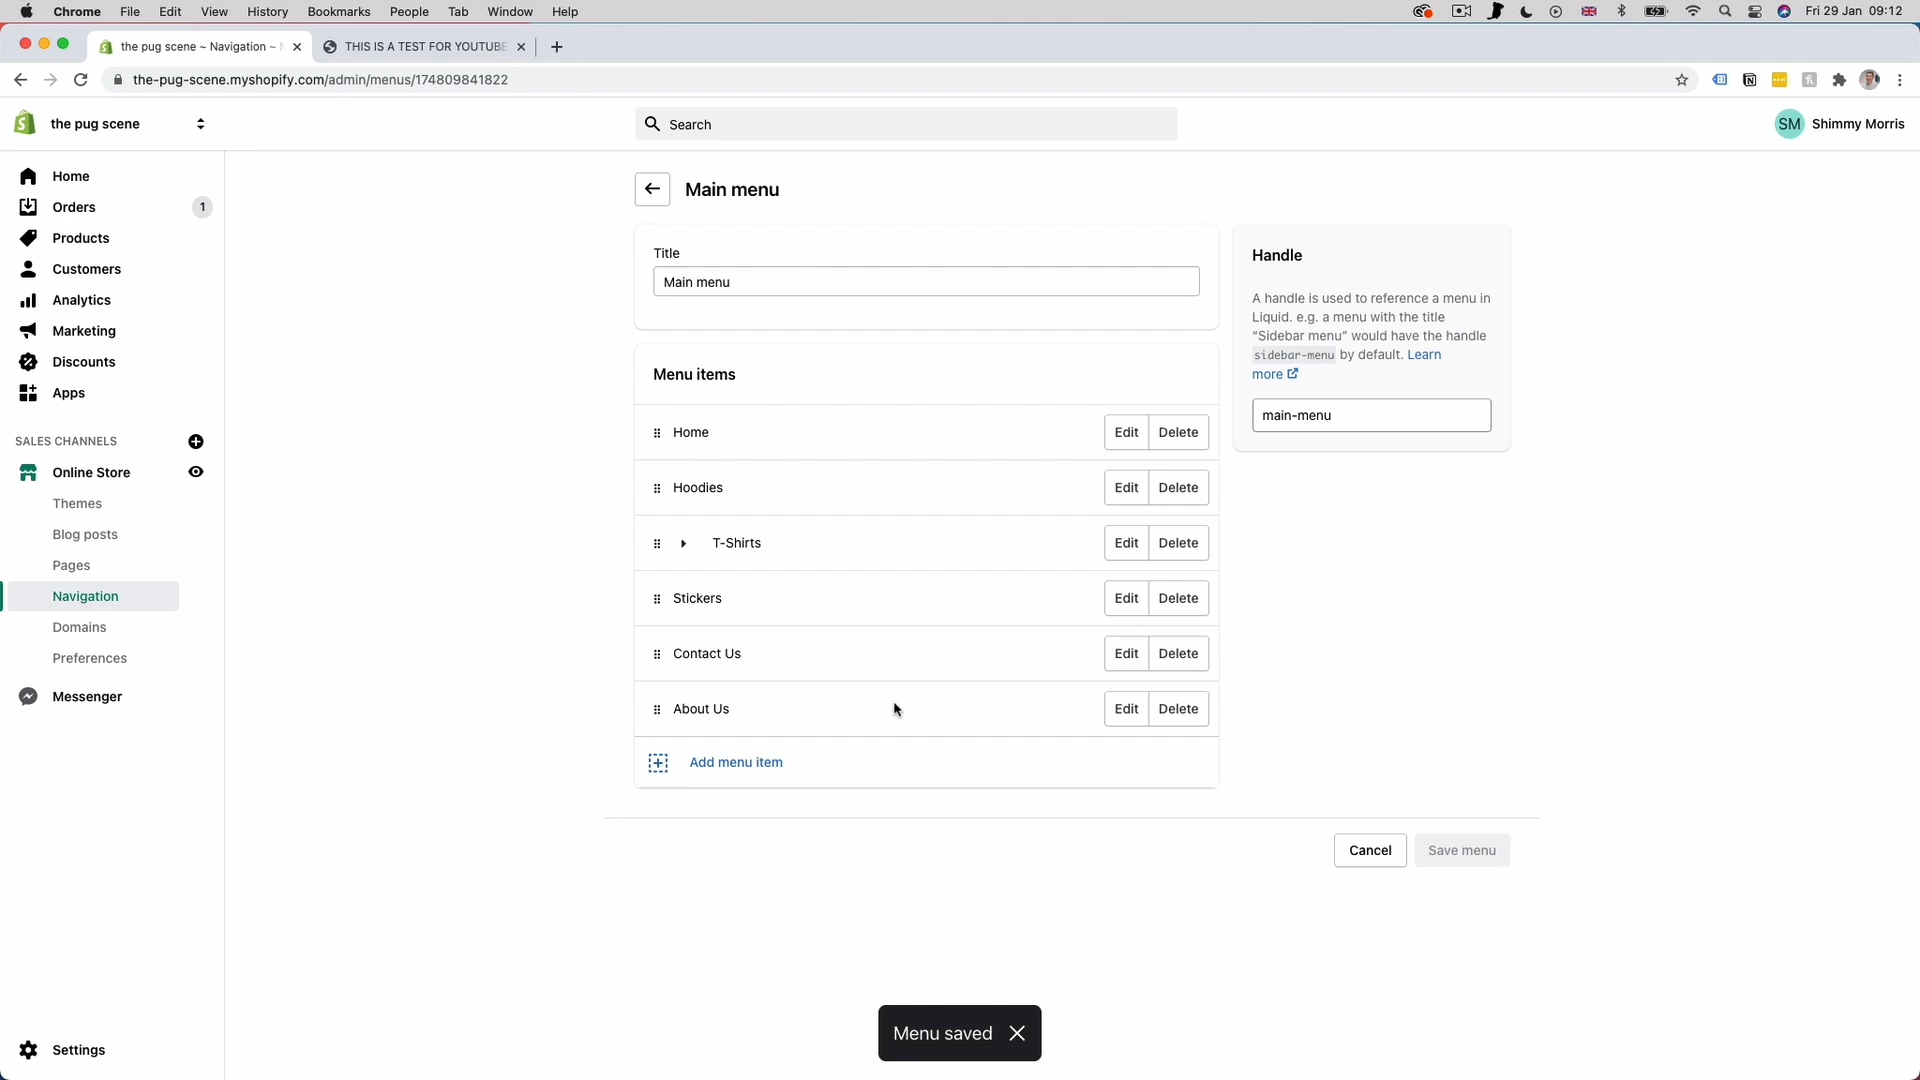 Chrome File Edit View History Bookmarks People Tab Window Help Fri 29 Jan 09:12
the pug scene ~ Navigation ~
THIS IS A TEST FOR YOUTUBE
the-pug-scene.myshopify.com/admin/menus/174809841822
the pug scene
Search
SM Shimmy Morris
Home
Orders 1
Products
Customers
Analytics
Marketing
Discounts
Apps
SALES CHANNELS
Online Store
Themes
Blog posts
Pages
Navigation
Domains
Preferences
Messenger
Settings
Main menu
Title
Main menu
Menu items
Home Edit Delete
Hoodies Edit Delete
T-Shirts Edit Delete
Stickers Edit Delete
Contact Us Edit Delete
About Us Edit Delete
Add menu item
Handle
A handle is used to reference a menu in
Liquid. e.g. a menu with the title
“Sidebar menu” would have the handle
sidebar-menu by default. Learn
more
main-menu
Cancel Save menu
Menu saved